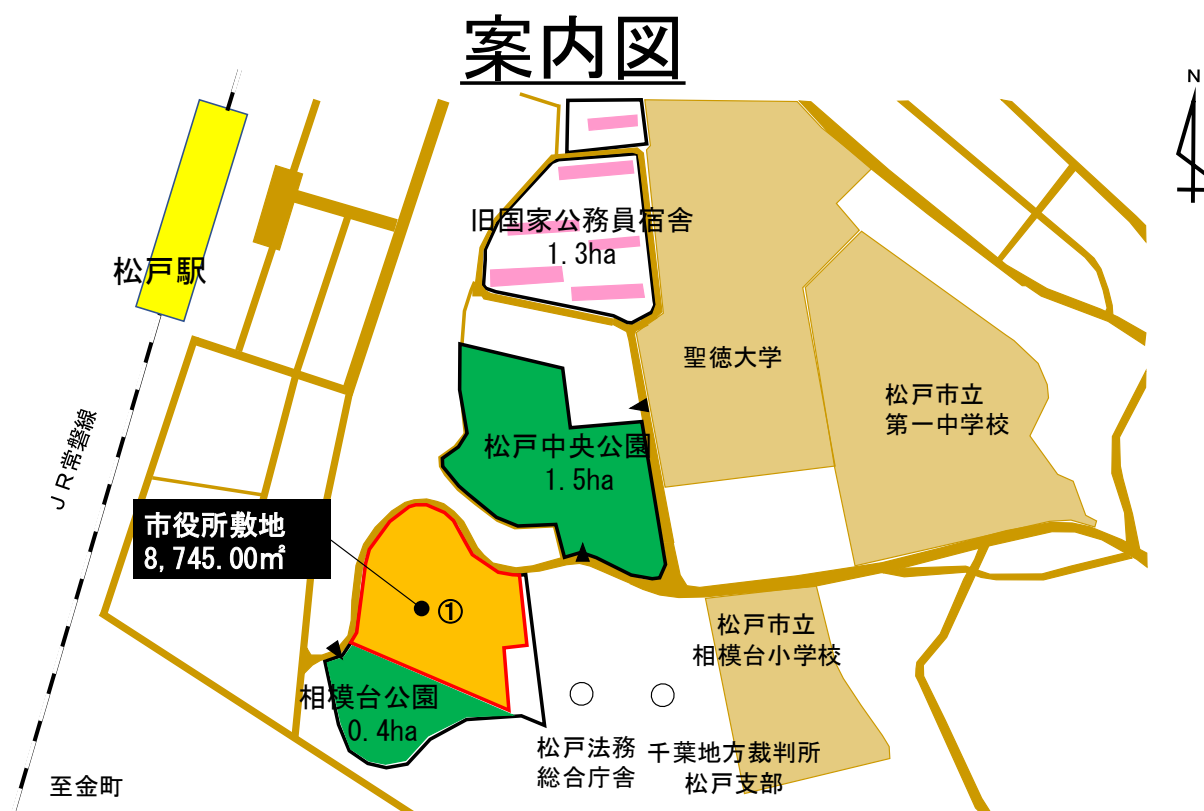 案内図
N
旧国家公務員宿舎
1.3ha
松戸駅
聖徳大学
松戸市立
第一中学校
JR常磐線
松戸中央公園
1.5ha
市役所敷地
8,745.00㎡
①
松戸市立
相模台小学校
相模台公園
0.4ha
松戸法務
総合庁舎
千葉地方裁判所
松戸支部
至金町